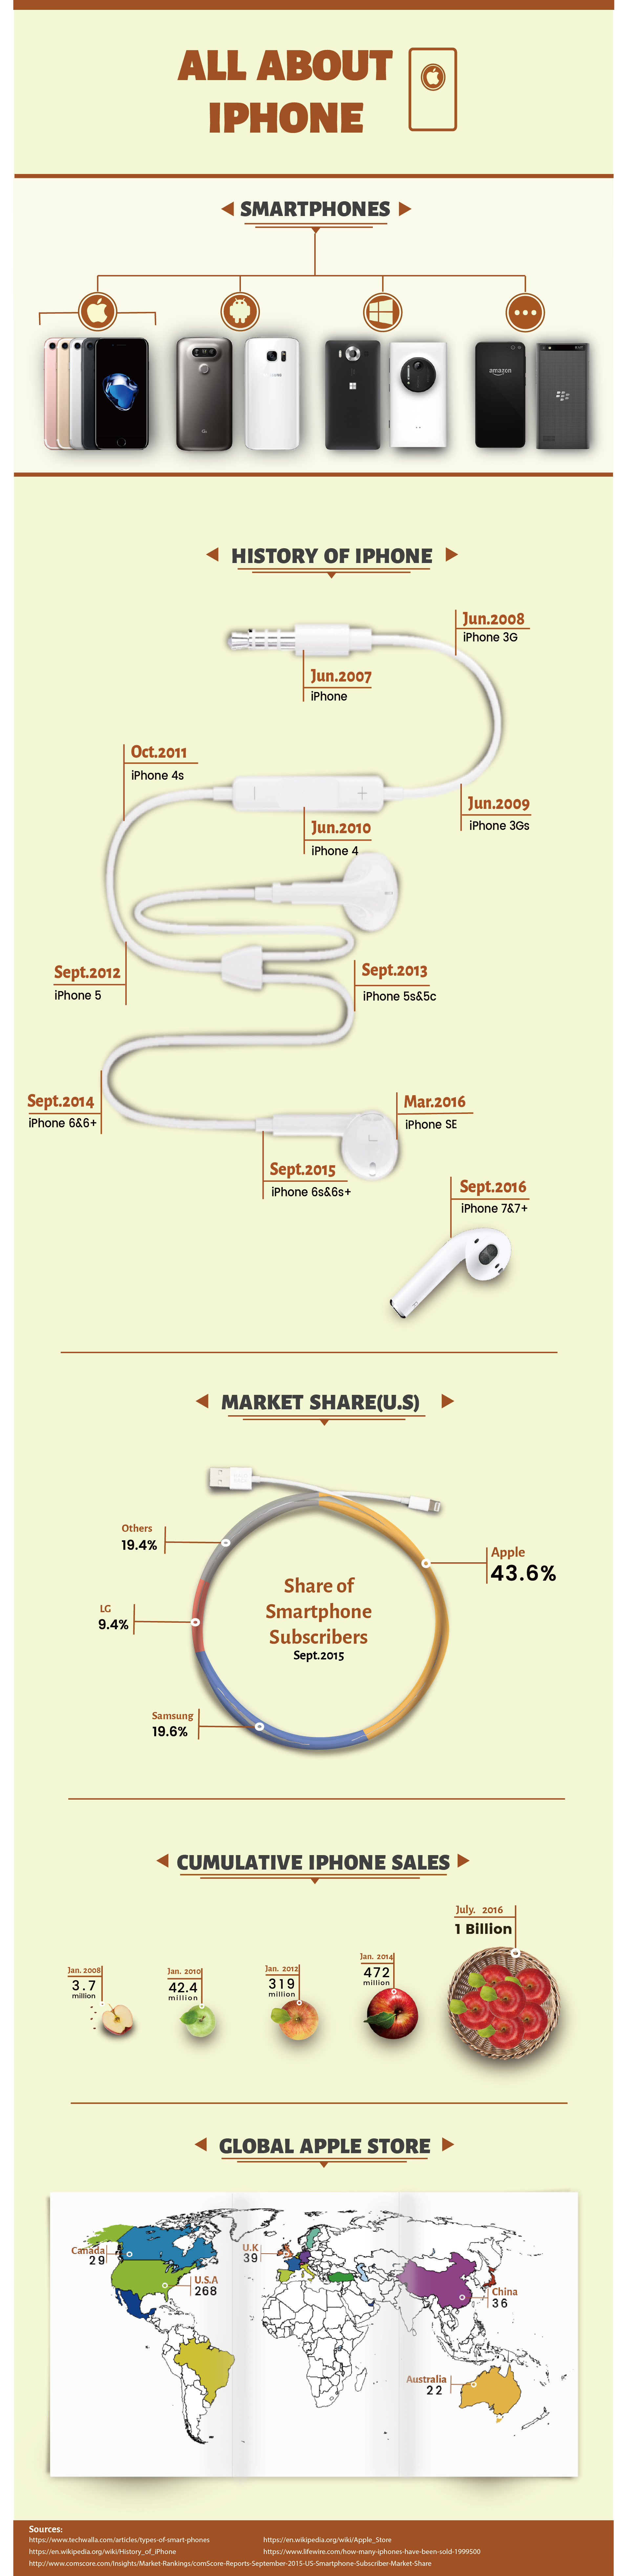 ALL ABOUT
IPHONE
SMARTPHONES
amazon
HISTORY OF IPHONE
Jun.2008
iPhone 3G
Jun.2007
iPhone
Oct.2011
iPhone 4s
Jun.2009
iPhone 3Gs
Jun.2010
iPhone 4
Sept.2012
iPhone 5
Sept.2013
iPhone 5s&5c
Sept.2014
iPhone 6&6+
Mar.2016
iPhone SE
Sept.2015
iPhone 6s&6s+
Sept.2016
iPhone 7&7+
MARKET SHARE(U.S)
Others
19.4%
Apple
43.6%
Share of
Smartphone
Subscribers
Sept.2015
LG
9.4%
Samsung
19.6%
CUMULATIVE IPHONE SALES
July. 2016
1 Billion
Jan. 2008
3.7
million
Jan. 2010
42.4
million
Jan. 2012
319
million
Jan. 2014
472
million
GLOBAL APPLE STORE
Canada
29
U.K
39
U.S.A
268
China
36
Australia
22
Sources:
https://www.techwalla.com/articles/types-of-smart-phones
https://en.wikipedia.org/wiki/Apple_Store
https://en.wikipedia.org/wiki/History_of_iPhone
https://www.lifewire.com/how-many-iphones-have-been-sold-1999500
http://www.comscore.com/Insights/Market-Rankings/comScore-Reports-September-2015-US-Smartphone-Subscriber-Market-Share